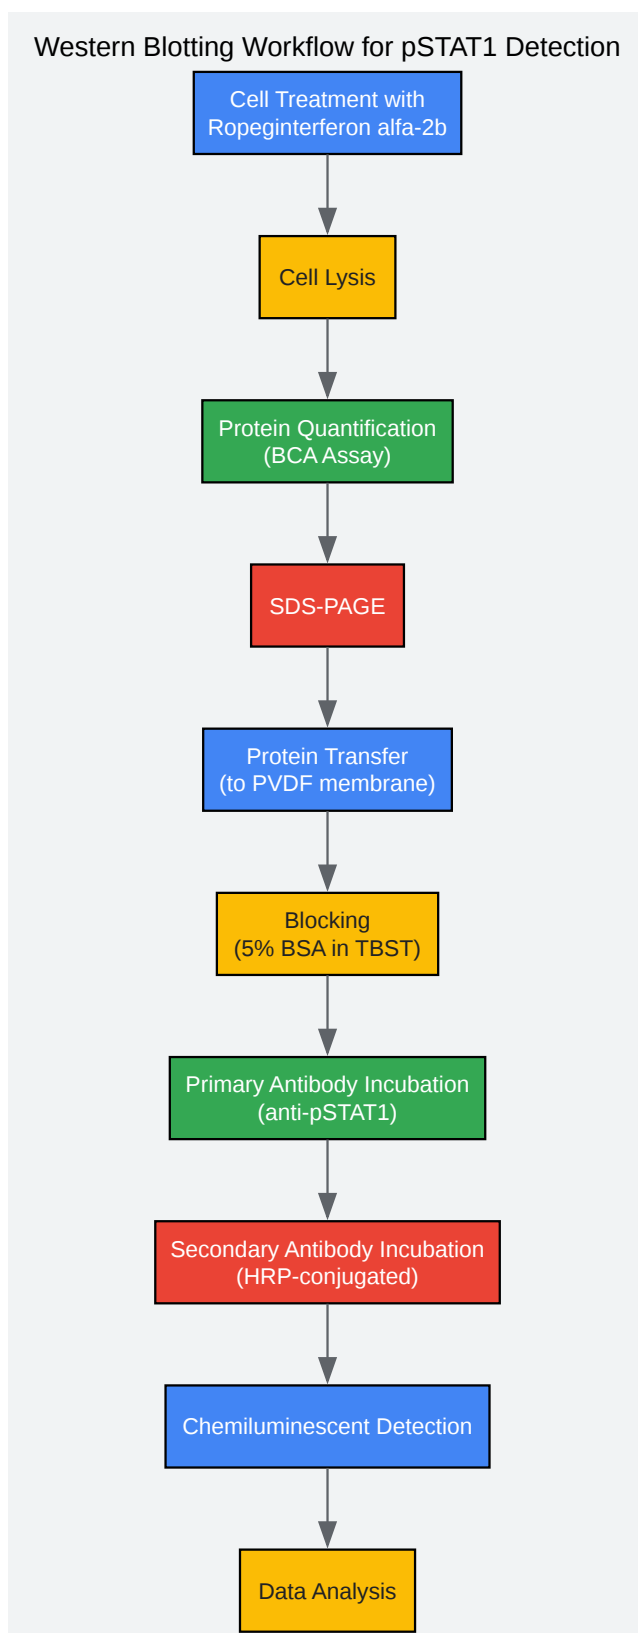 Western Blotting Workflow for pSTAT1 Detection
Cell Treatment with
Ropeginterferon alfa-2b
Cell Lysis
Protein Quantification
(BCA Assay)
SDS-PAGE
Protein Transfer
(to PVDF membrane)
Blocking
(5% BSA in TBST)
Primary Antibody Incubation
(anti-pSTAT1)
Secondary Antibody Incubation
(HRP-conjugated)
Chemiluminescent Detection
Data Analysis